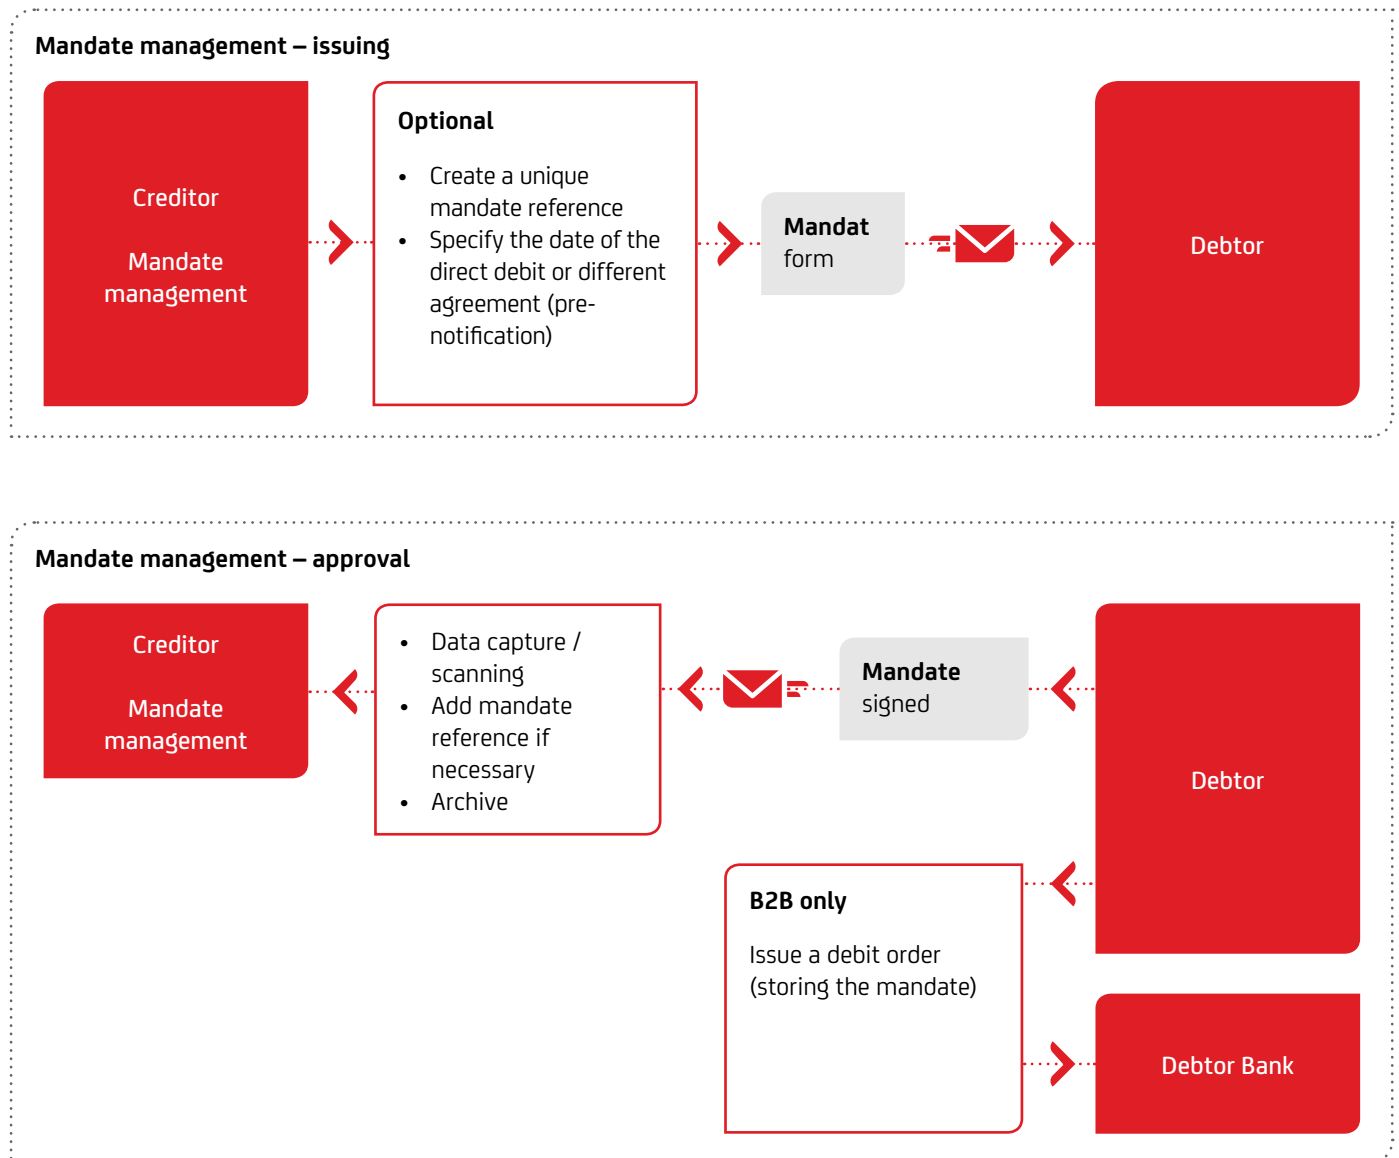 Mandate management – issuing
Creditor
Mandate
management
Optional
• Create a unique
mandate reference
• Specify the date of the
direct debit or different
agreement (pre-
notification)
Mandat
form
Debtor
Mandate management – approval
Creditor
Mandate
management
• Data capture /
scanning
• Add mandate
reference if
necessary
• Archive
Mandate
signed
Debtor
B2B only
Issue a debit order
(storing the mandate)
Debtor Bank